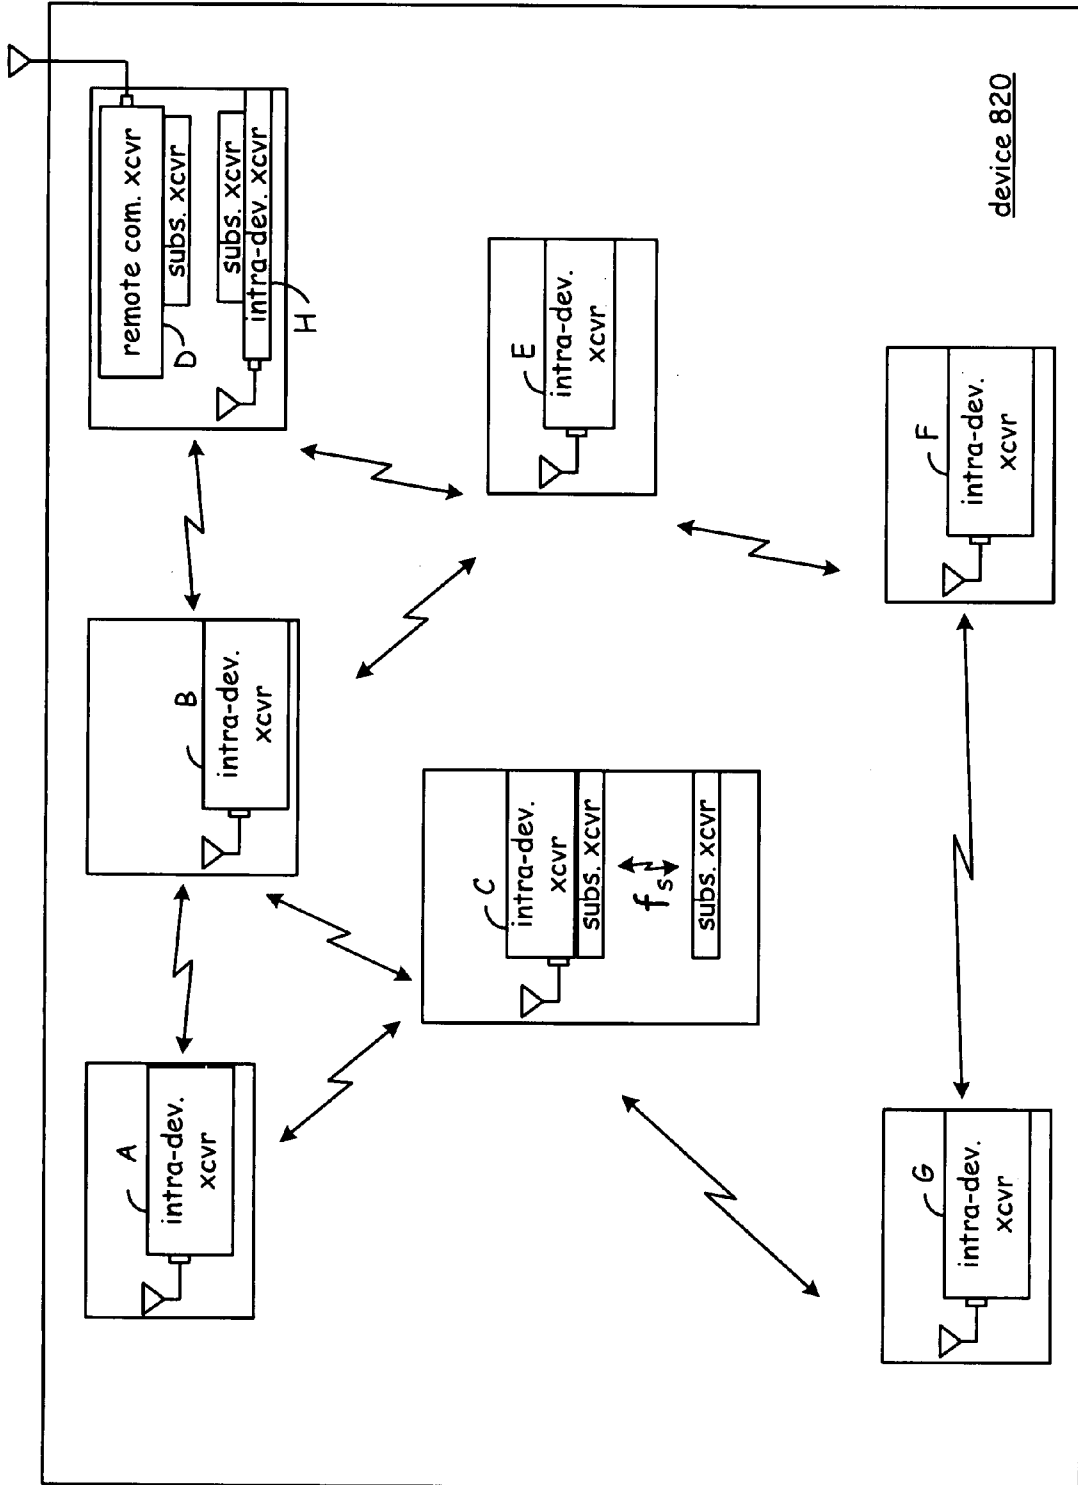 A
intra-dev.
xcvr
B
intra-dev.
xcvr
remote com. xcvr
subs. xcvr
D
subs. xcvr
intra-dev. xcvr
H
C
intra-dev.
xcvr
subs. xcvr
fs
subs. xcvr
E
intra-dev.
xcvr
G
intra-dev.
xcvr
F
intra-dev.
xcvr
device 820